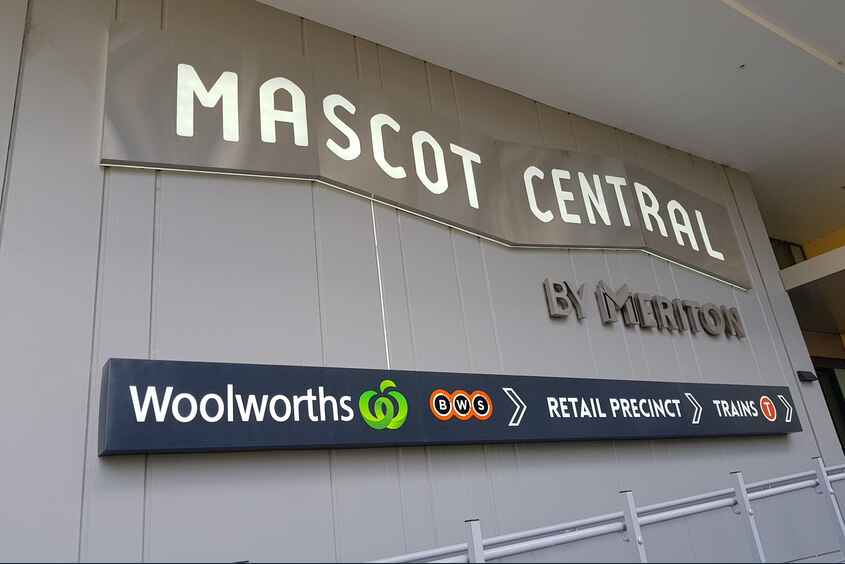 MASCOT CENTRAL
BY MERITON
Woolworths BWS RETAIL PRECINCT TRAINS T